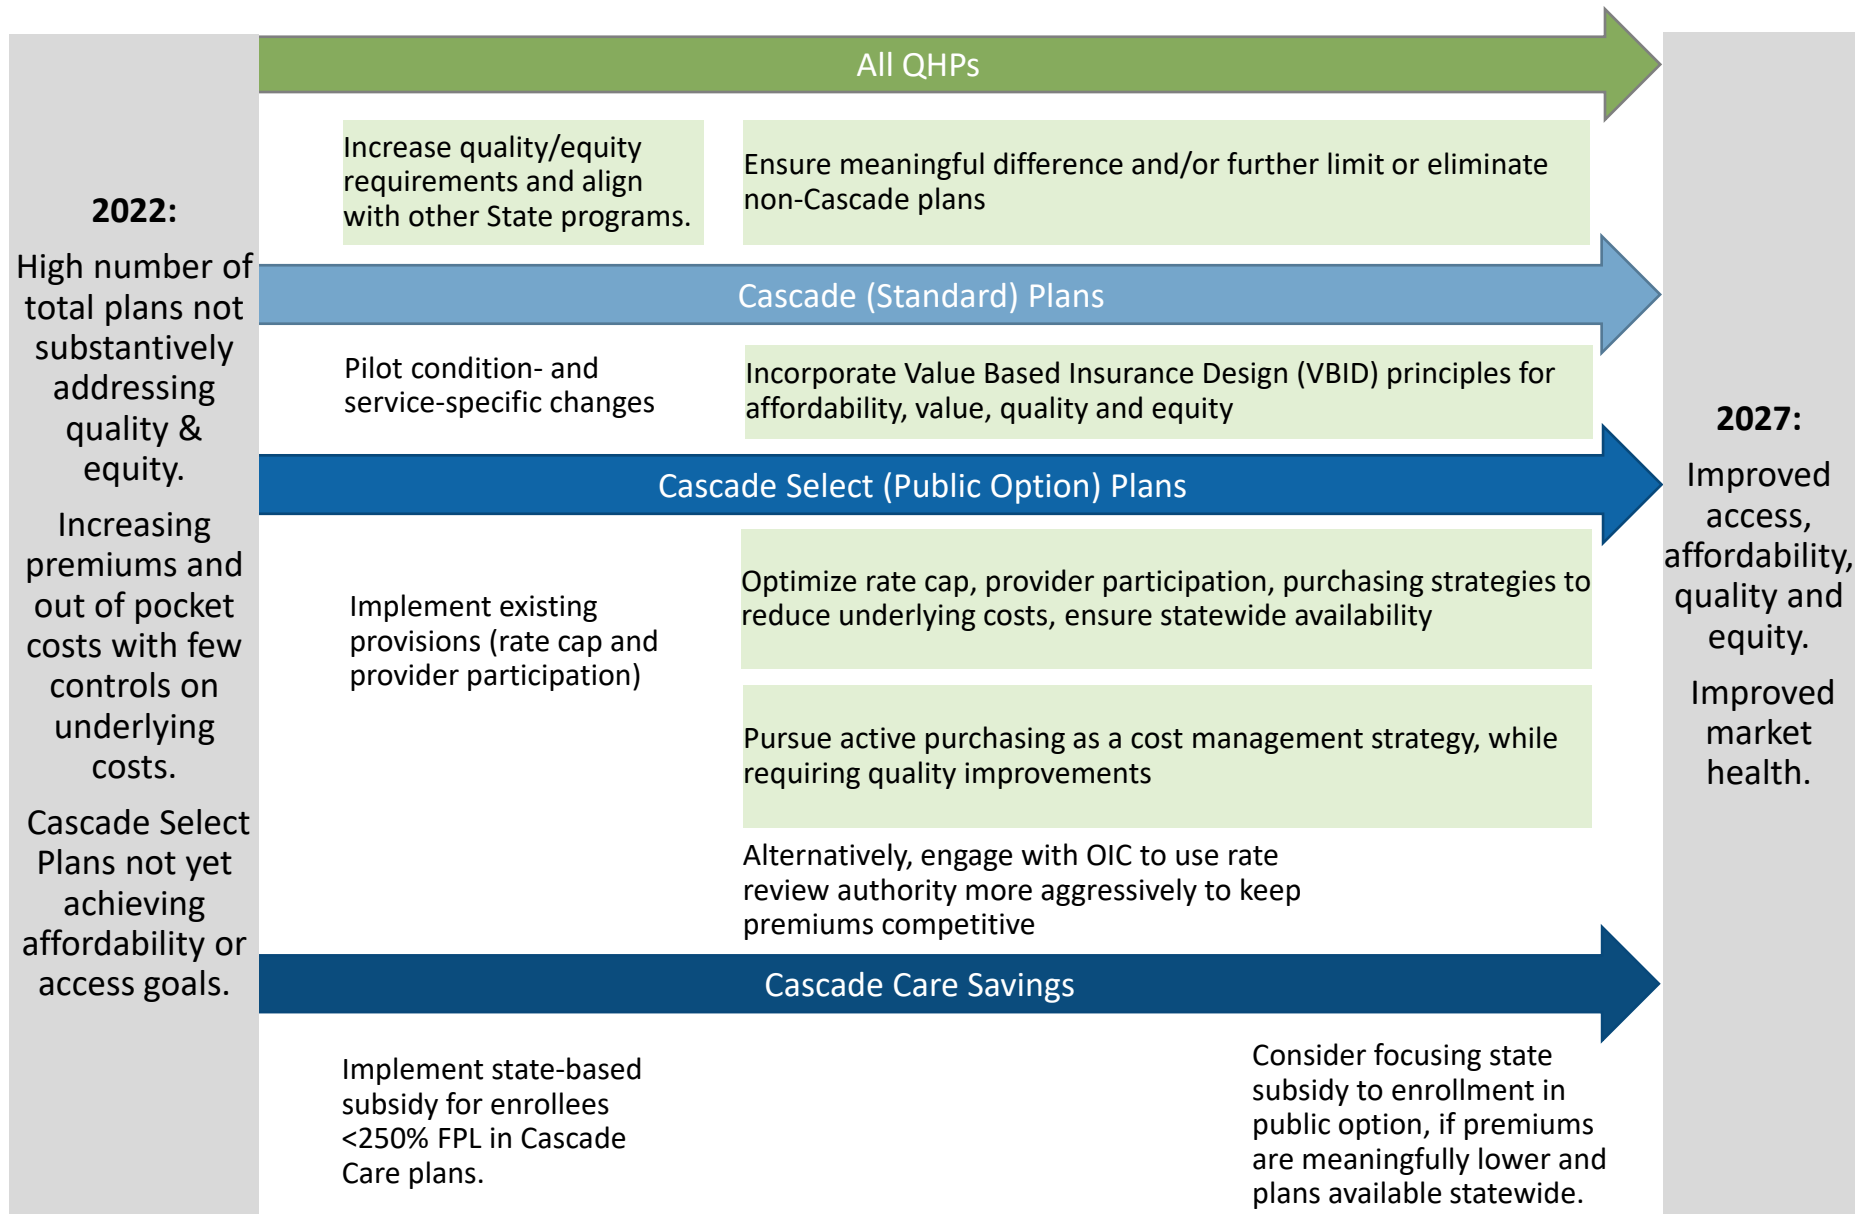 2022:
High number of
total plans not
substantively
addressing
quality &
equity.
Increasing
premiums and
out of pocket
costs with few
controls on
underlying
costs.
Cascade Select
Plans not yet
achieving
affordability or
access goals.
All QHPs
Increase quality/equity
requirements and align
with other State programs.
Ensure meaningful difference and/or further limit or eliminate
non-Cascade plans
Cascade (Standard) Plans
Pilot condition- and
service-specific changes
Incorporate Value Based Insurance Design (VBID) principles for
affordability, value, quality and equity
Cascade Select (Public Option) Plans
Implement existing
provisions (rate cap and
provider participation)
Optimize rate cap, provider participation, purchasing strategies to
reduce underlying costs, ensure statewide availability
Pursue active purchasing as a cost management strategy, while
requiring quality improvements
Alternatively, engage with OIC to use rate
review authority more aggressively to keep
premiums competitive
Cascade Care Savings
Implement state-based
subsidy for enrollees
<250% FPL in Cascade
Care plans.
Consider focusing state
subsidy to enrollment in
public option, if premiums
are meaningfully lower and
plans available statewide.
2027:
Improved
access,
affordability,
quality and
equity.
Improved
market
health.